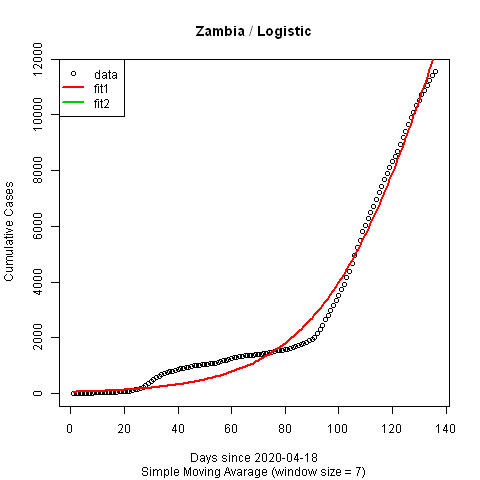 Zambia / Logistic
data
fit1
fit2
Cumulative Cases
0
2000
4000
6000
8000
10000
12000
0 20 40 60 80 100 120 140
Days since 2020-04-18
Simple Moving Avarage (window size = 7)